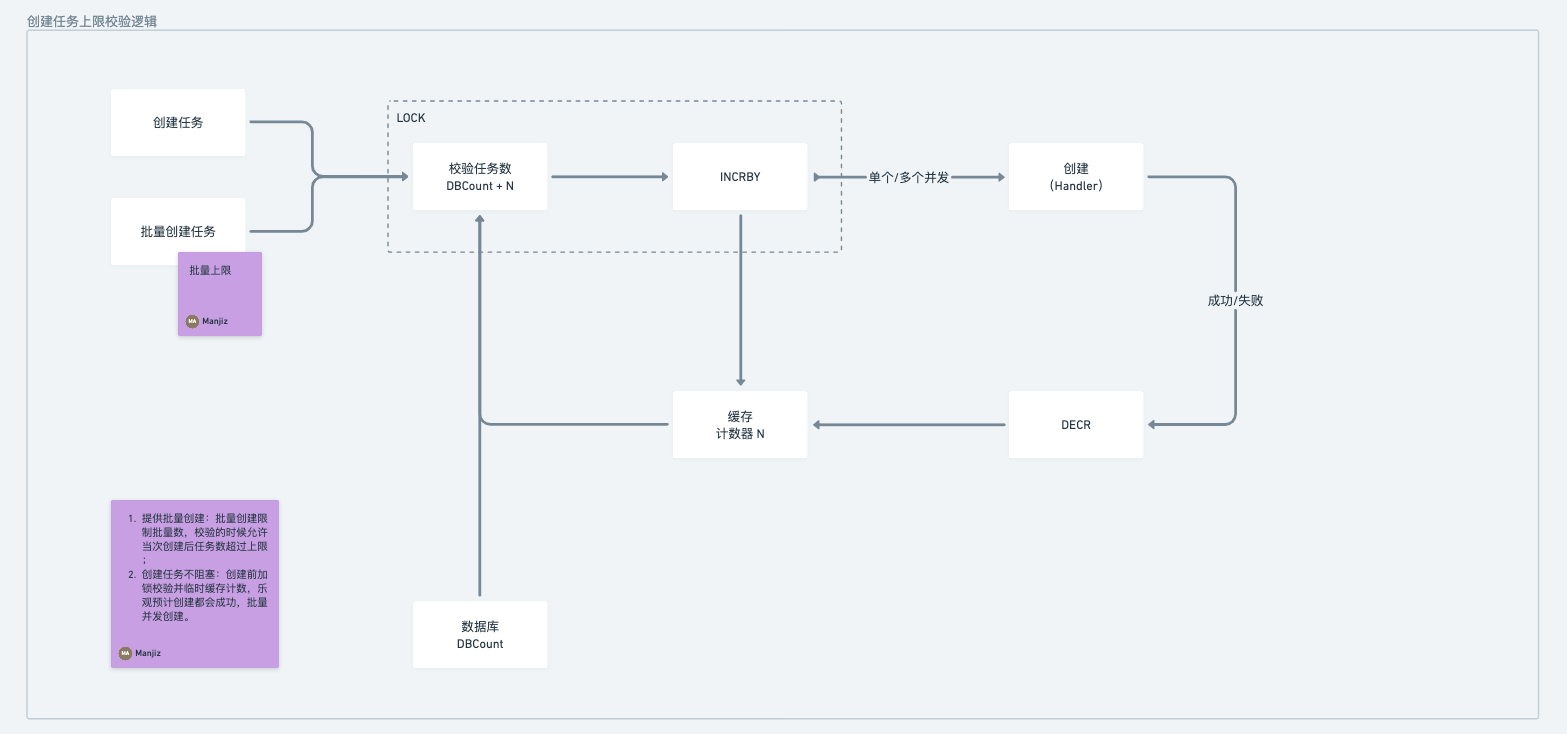 创建任务上限校验逻辑
创建任务
批量创建任务
批量上限
MA Manjiz
LOCK
校验任务数
DBCount + N
INCRBY
单个/多个并发
创建
（Handler）
成功/失败
缓存
计数器 N
DECR
1. 提供批量创建：批量创建限
制批量数，校验的时候允许
当次创建后任务数超过上限
；
2. 创建任务不阻塞：创建前加
锁校验并临时缓存计数，乐
观预计创建都会成功，批量
并发创建。
MA Manjiz
数据库
DBCount